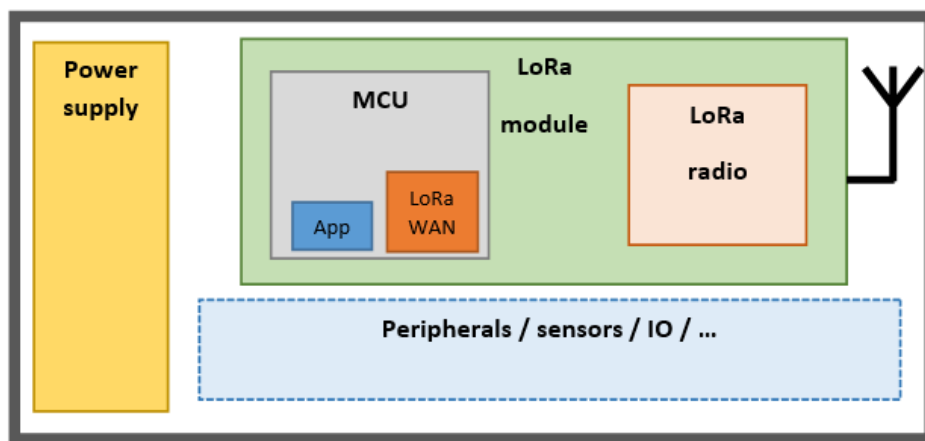 Power
supply
LoRa
module
MCU
App
LoRa
WAN
LoRa
radio
Peripherals / sensors / IO / ...